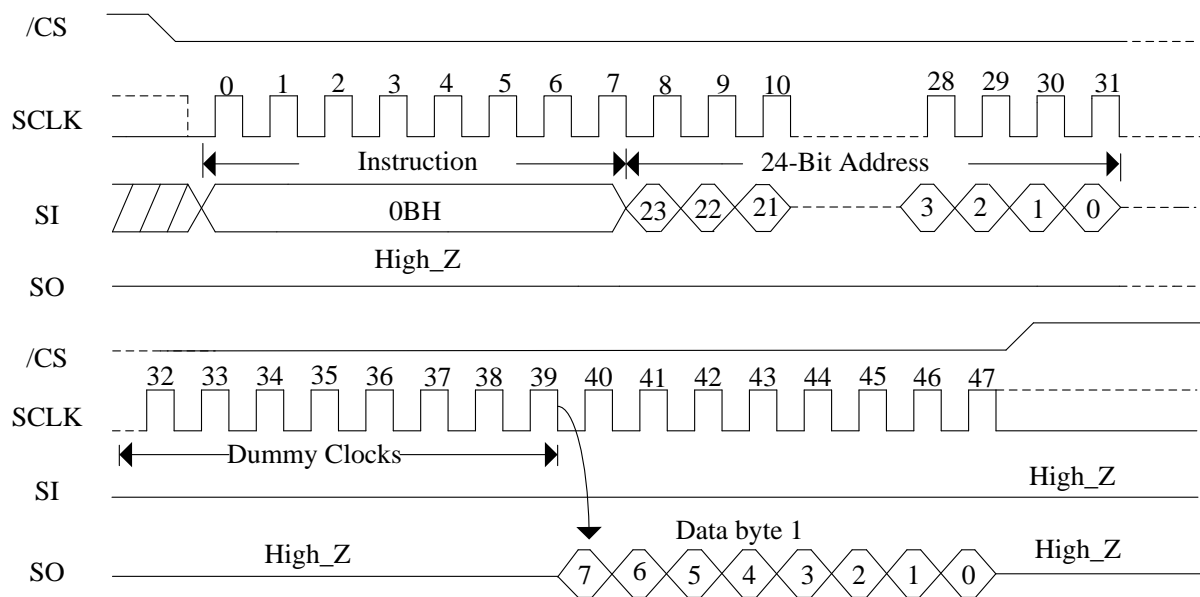 /CS
0 1 2 3 4 5 6 7 8 9 10 28 29 30 31
SCLK
Instruction 24-Bit Address
SI 0BH 23 22 21 3 2 1 0
High_Z
SO
/CS
32 33 34 35 36 37 38 39 40 41 42 43 44 45 46 47
SCLK
Dummy Clocks
SI High_Z
Data byte 1
SO High_Z 7 6 5 4 3 2 1 0 High_Z